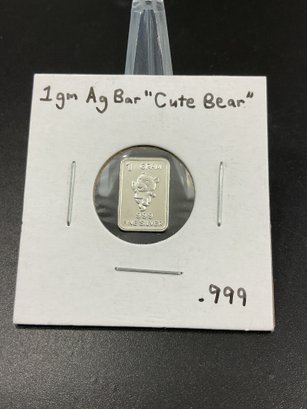 1gm Ag Bar "Cute Bear"
1 GRAM
999
FINE SILVER
.999